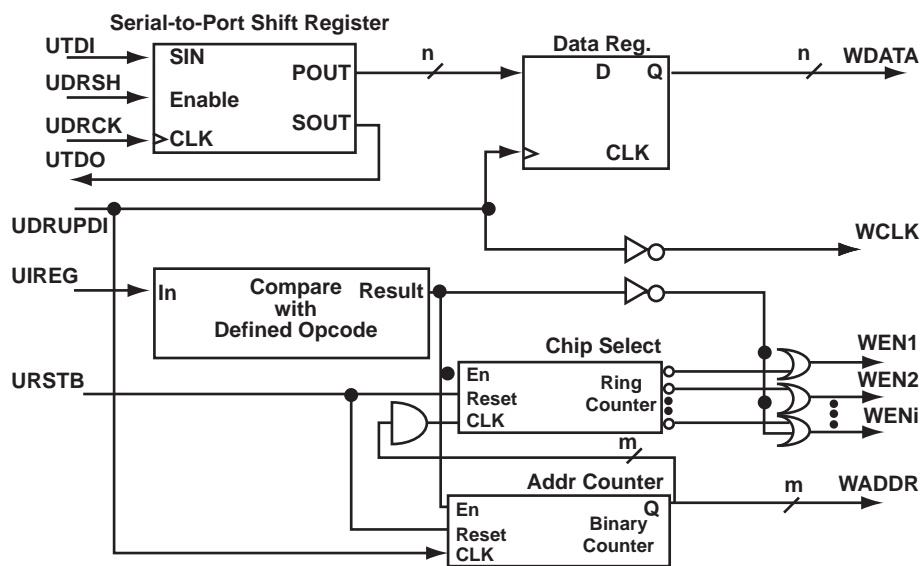 Serial-to-Port Shift Register
UTDI
UDRSH
UDRCK
UTDO
SIN
Enable
CLK
POUT
SOUT
n
Data Reg.
D
Q
CLK
n
WDATA
UDRUPDI
WCLK
UIREG
In
Compare
with
Defined Opcode
Result
Chip Select
En
Reset
CLK
Ring
Counter
WEN1
WEN2
WENi
URSTB
m
Addr Counter
En
Reset
CLK
Q
Binary
Counter
m
WADDR